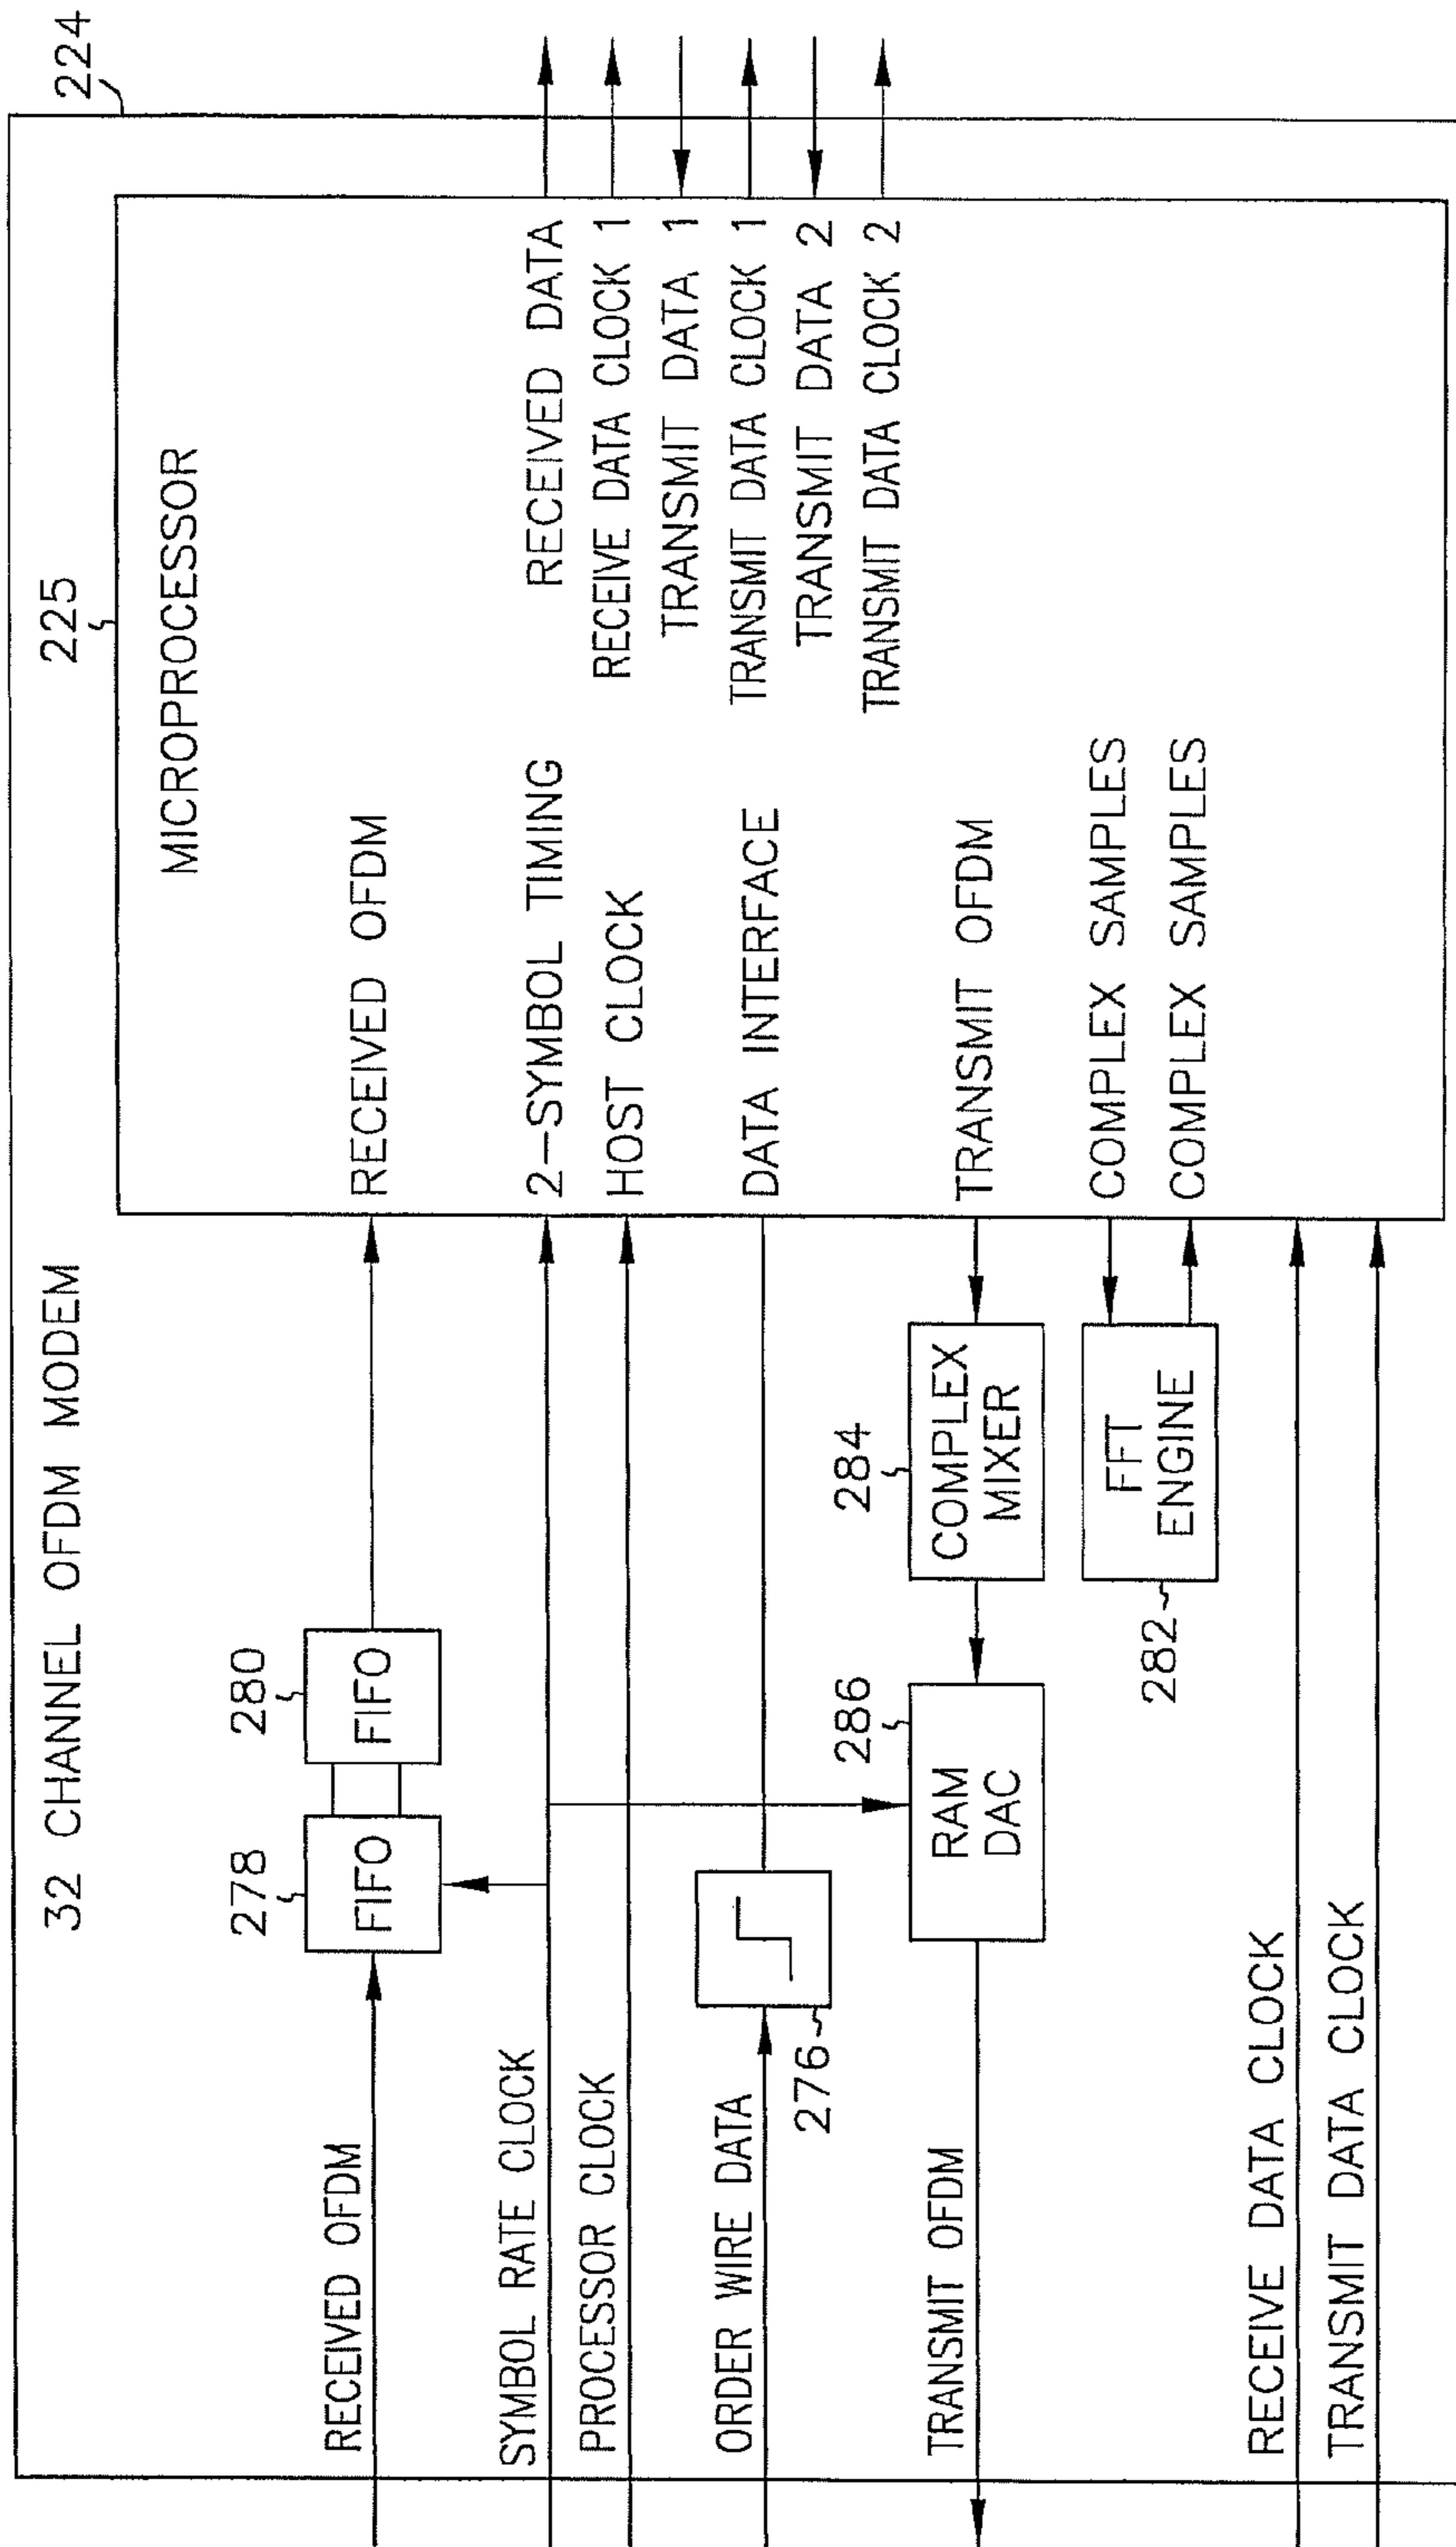 32 CHANNEL OFDM MODEM
224
225
MICROPROCESSOR
278
280
FIFO
FIFO
RECEIVED OFDM
RECEIVED OFDM
SYMBOL RATE CLOCK
2-SYMBOL TIMING
RECEIVED DATA
PROCESSOR CLOCK
HOST CLOCK
RECEIVE DATA CLOCK 1
TRANSMIT DATA 1
ORDER WIRE DATA
DATA INTERFACE
TRANSMIT DATA CLOCK 1
276
TRANSMIT DATA 2
286
284
TRANSMIT DATA CLOCK 2
TRANSMIT OFDM
RAM
DAC
COMPLEX
MIXER
TRANSMIT OFDM
FFT
ENGINE
282
COMPLEX SAMPLES
COMPLEX SAMPLES
RECEIVE DATA CLOCK
TRANSMIT DATA CLOCK